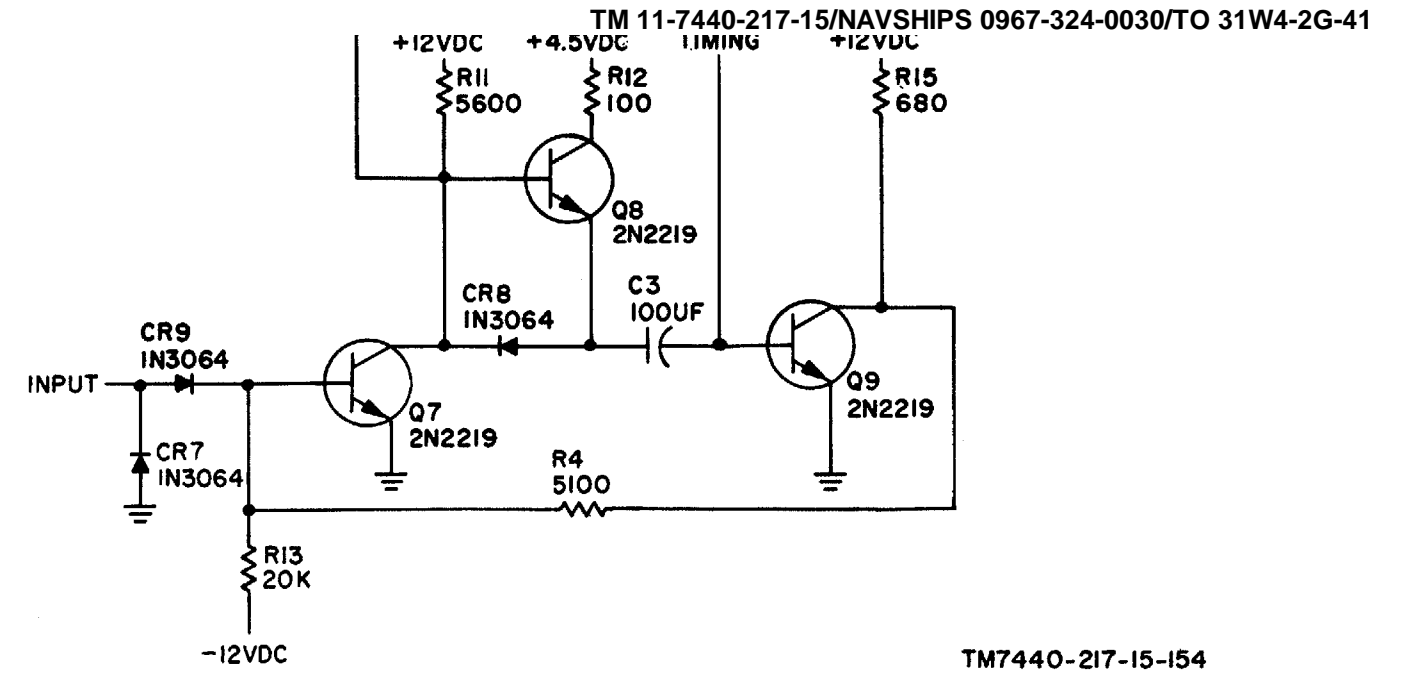 TM 11-7440-217-15/NAVSHIPS 0967-324-0030/TO 31W4-2G-41
+12VDC +4.5VDC TIMING +12VDC
R11
5600
R12
100
R15
680
Q8
2N2219
CR8
1N3064
C3
100UF
CR9
1N3064
INPUT
Q7
2N2219
Q9
2N2219
CR7
1N3064
R4
5100
R13
20K
-12VDC
TM7440-217-15-154